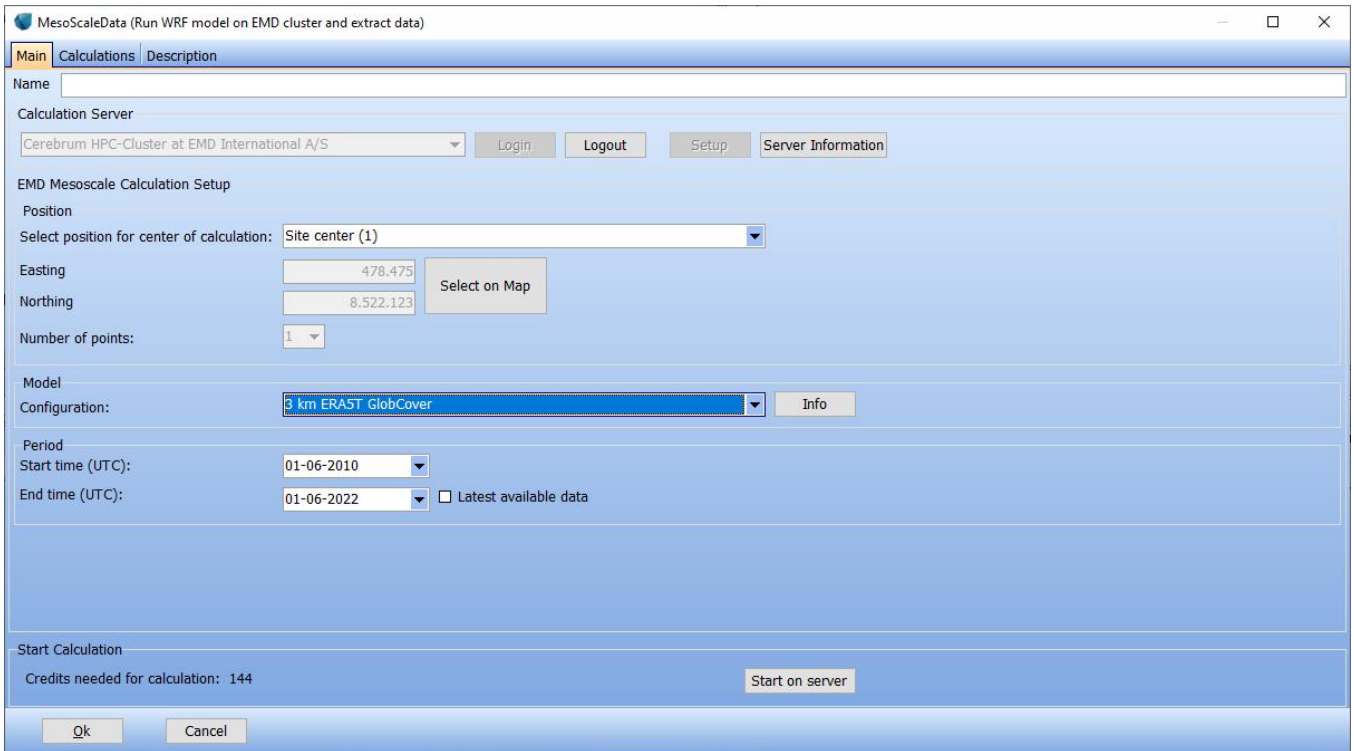 MesoScaleData (Run WRF model on EMD cluster and extract data)
Main Calculations Description
Name
Calculation Server
Cerebrum HPC-Cluster at EMD International A/S Login Logout Setup Server Information
EMD Mesoscale Calculation Setup
Position
Select position for center of calculation: Site center (1)
Easting 478.475
Select on Map
Northing 8.522.123
Number of points: 1
Model
Configuration: 3 km ERA5T GlobCover Info
Period
Start time (UTC): 01-06-2010
End time (UTC): 01-06-2022 Latest available data
Start Calculation
Credits needed for calculation: 144 Start on server
Ok Cancel